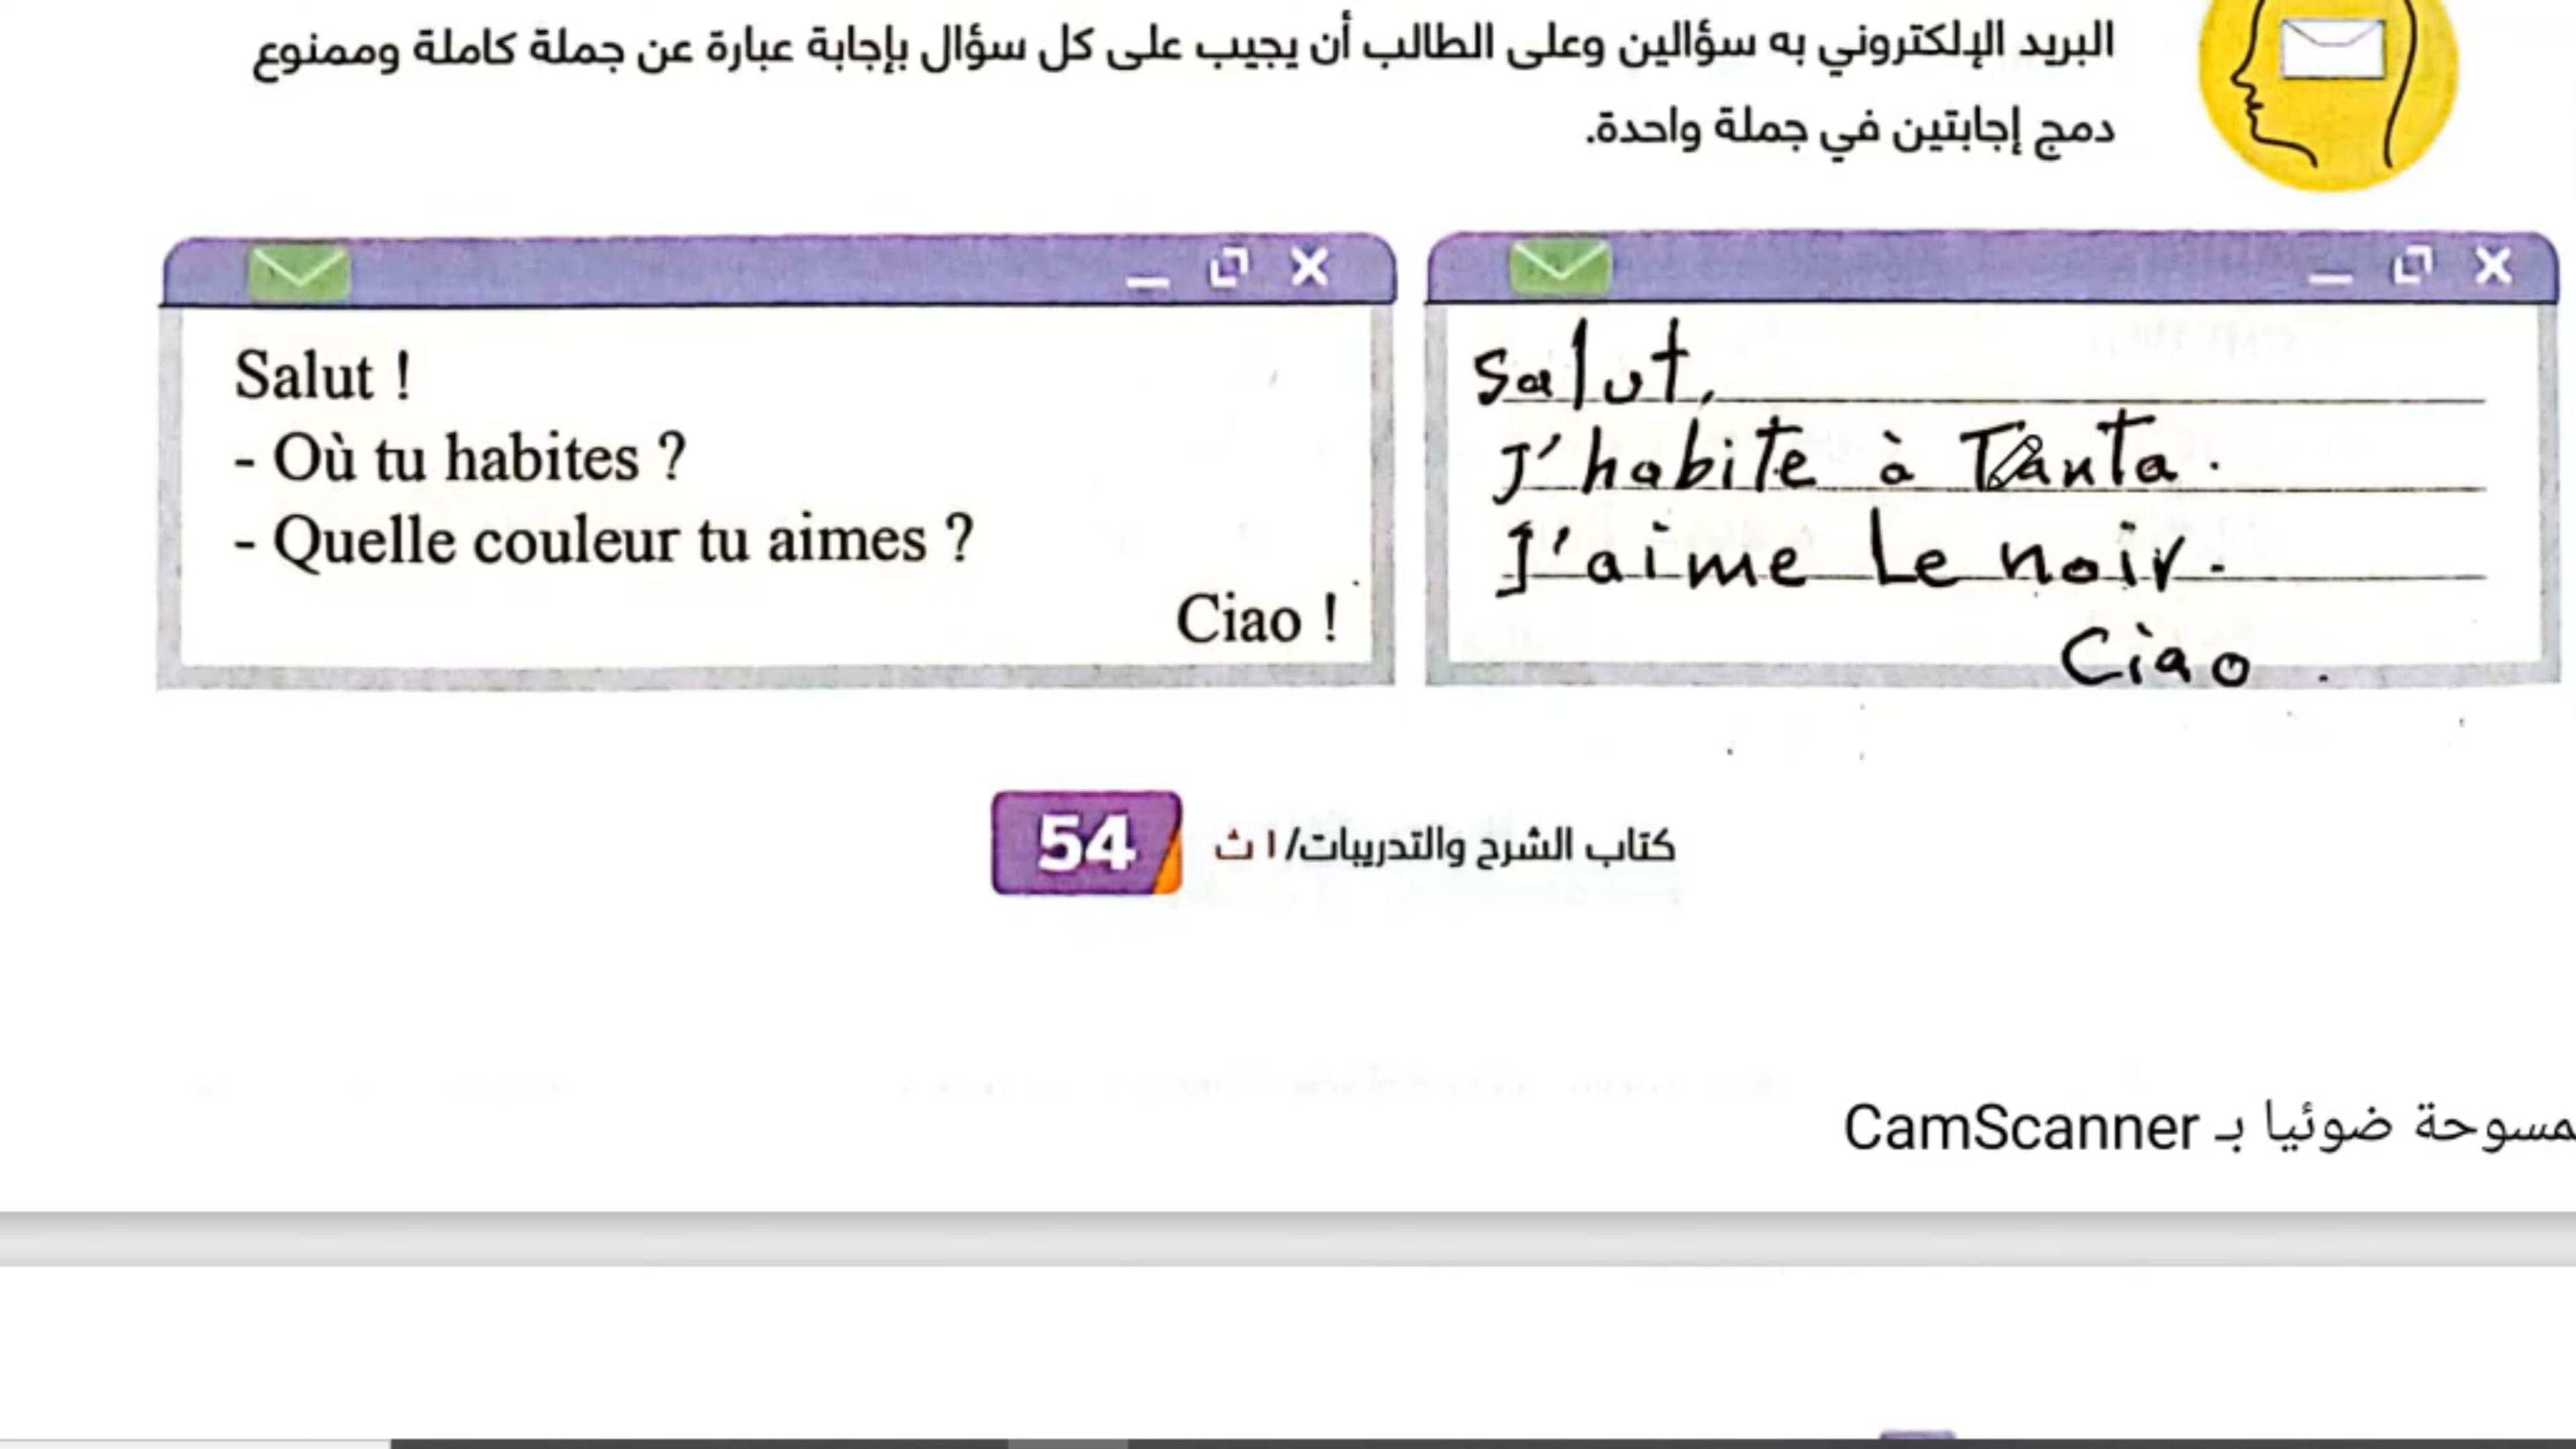 البريد الإلكتروني به سؤالين وعلى الطالب أن يجيب على كل سؤال بإجابة عبارة عن جملة كاملة وممنوع
دمج إجابتين في جملة واحدة.
Salut !
- Où tu habites ?
- Quelle couleur tu aimes ?
Ciao !
Salut,
J'habite à Tanta.
J'aime le noir.
Ciao.
54
كتاب الشرح والتدريبات/١ ث
مسوحة ضوئيا بـ CamScanner